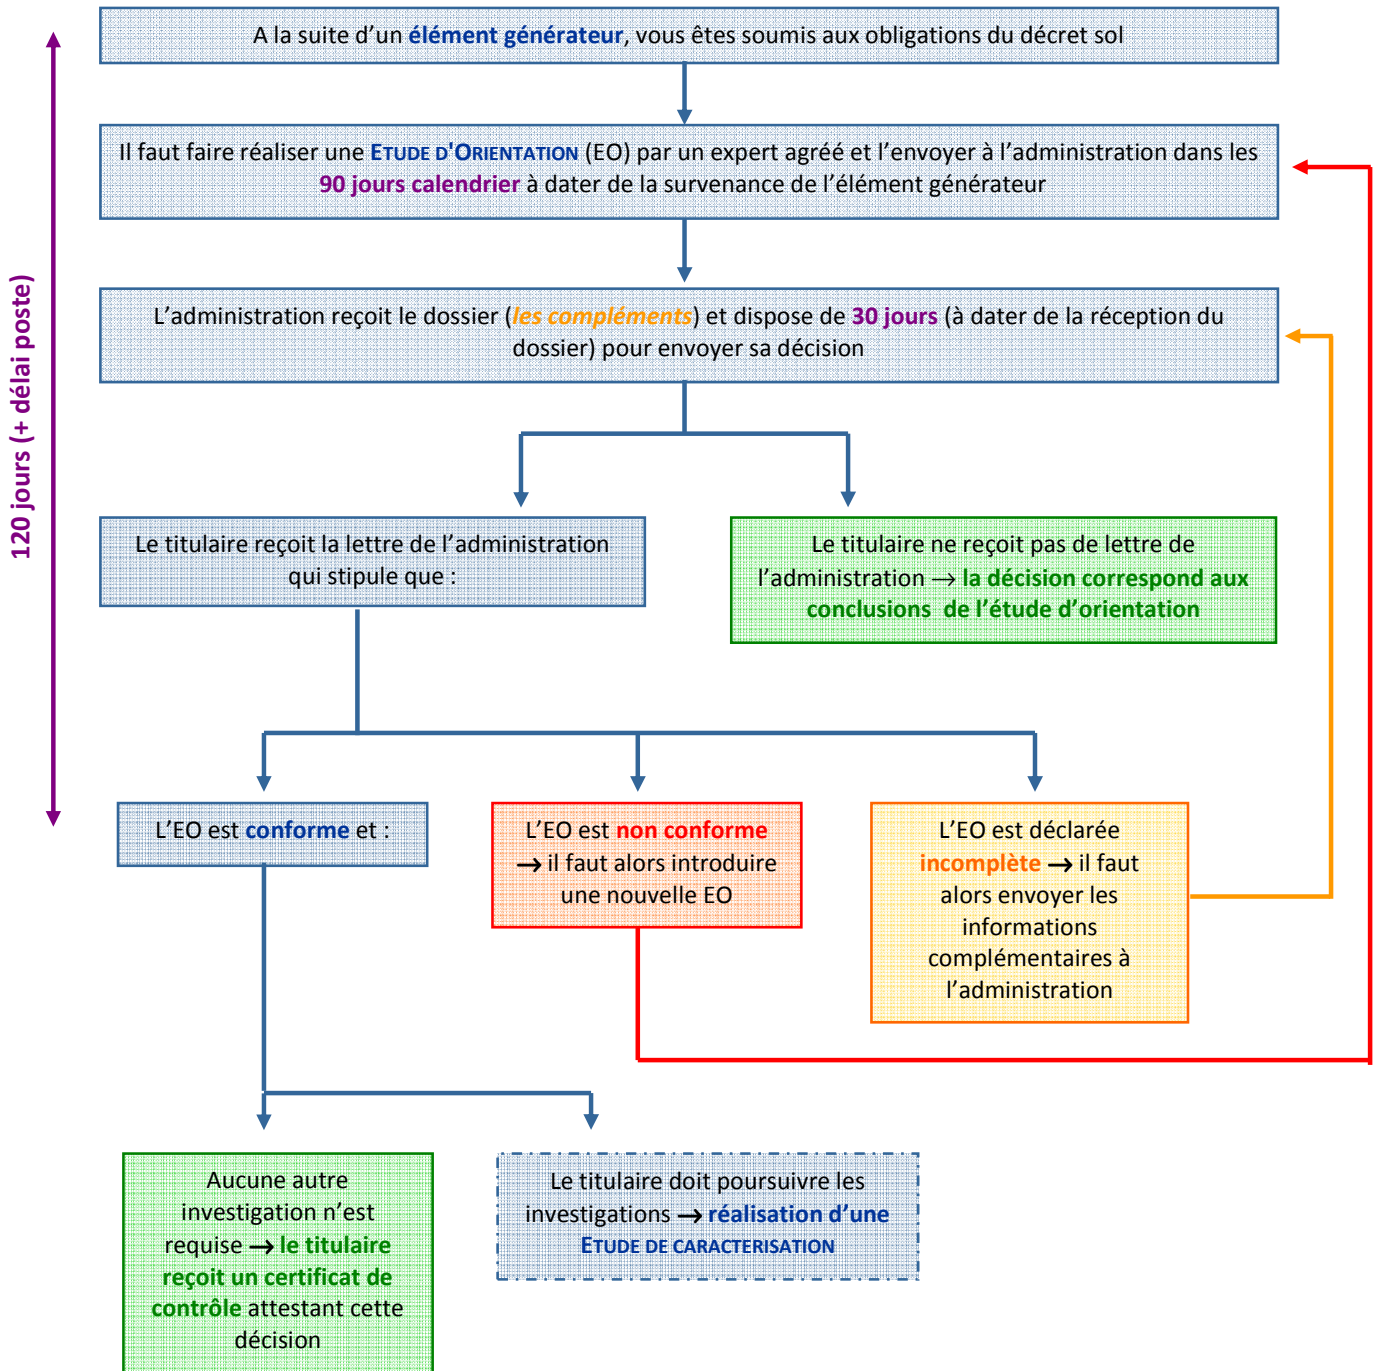 A la suite d’un élément générateur, vous êtes soumis aux obligations du décret sol
Il faut faire réaliser une ETUDE D'ORIENTATION (EO) par un expert agréé et l’envoyer à l’administration dans les
90 jours calendrier à dater de la survenance de l’élément générateur
120 jours (+ délai poste)
L’administration reçoit le dossier (les compléments) et dispose de 30 jours (à dater de la réception du
dossier) pour envoyer sa décision
Le titulaire reçoit la lettre de l’administration
qui stipule que :
Le titulaire ne reçoit pas de lettre de
l’administration → la décision correspond aux
conclusions de l’étude d’orientation
L’EO est conforme et :
L’EO est non conforme
→ il faut alors introduire
une nouvelle EO
L’EO est déclarée
incomplète → il faut
alors envoyer les
informations
complémentaires à
l’administration
Aucune autre
investigation n’est
requise → le titulaire
reçoit un certificat de
contrôle attestant cette
décision
Le titulaire doit poursuivre les
investigations → réalisation d’une
ETUDE DE CARACTERISATION